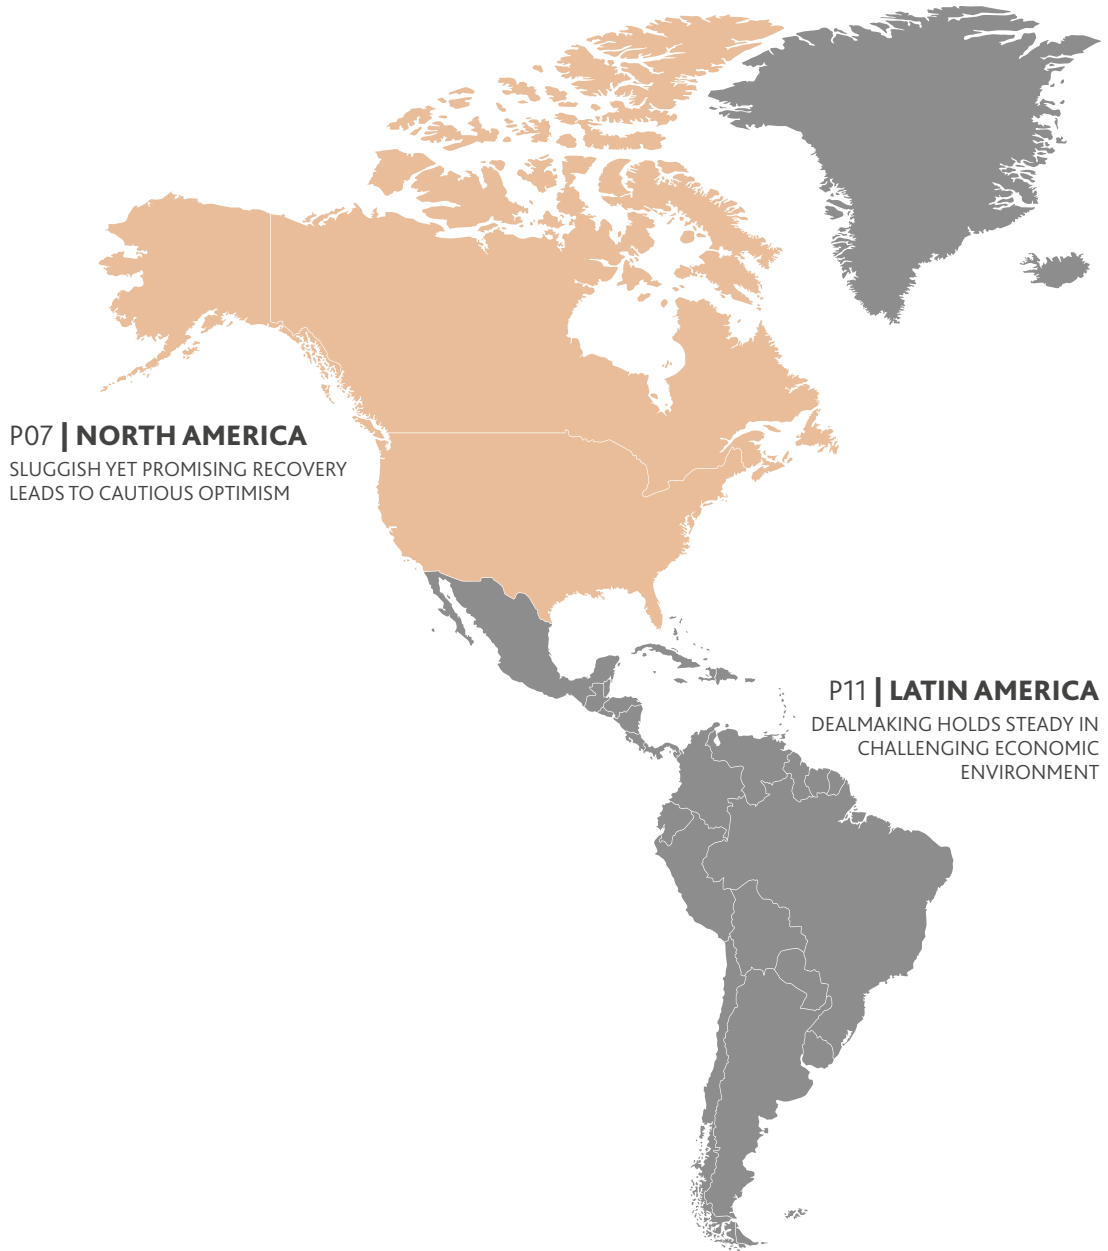 P07 | NORTH AMERICA
SLUGGISH YET PROMISING RECOVERY
LEADS TO CAUTIOUS OPTIMISM
P11 | LATIN AMERICA
DEALMAKING HOLDS STEADY IN
CHALLENGING ECONOMIC
ENVIRONMENT